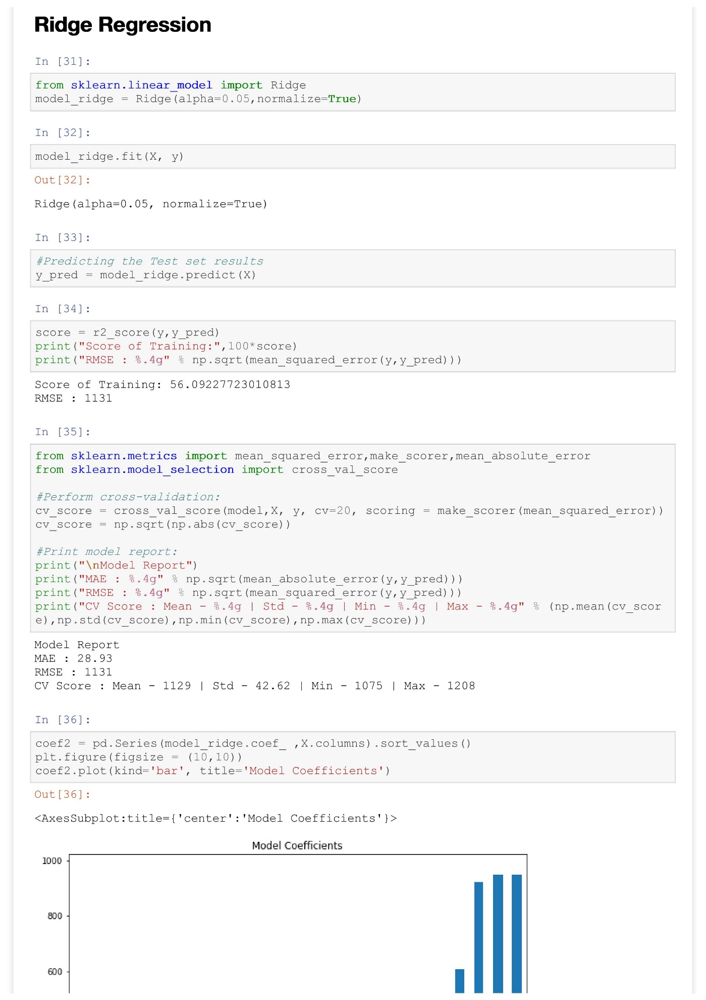 Ridge Regression
In [31]:
from sklearn.linear_model import Ridge
model_ridge = Ridge(alpha=0.05,normalize=True)
In [32]:
model_ridge.fit(X, y)
Out[32]:
Ridge(alpha=0.05, normalize=True)
In [33]:
#Predicting the Test set results
y_pred = model_ridge.predict(X)
In [34]:
score = r2_score(y,y_pred)
print("Score of Training:",100*score)
print("RMSE : %.4g" % np.sqrt(mean_squared_error(y,y_pred)))
Score of Training: 56.09227723010813
RMSE : 1131
In [35]:
from sklearn.metrics import mean_squared_error,make_scorer,mean_absolute_error
from sklearn.model_selection import cross_val_score
#Perform cross-validation:
cv_score = cross_val_score(model,X, y, cv=20, scoring = make_scorer(mean_squared_error))
cv_score = np.sqrt(np.abs(cv_score))
#Print model report:
print("\nModel Report")
print("MAE : %.4g" % np.sqrt(mean_absolute_error(y,y_pred)))
print("RMSE : %.4g" % np.sqrt(mean_squared_error(y,y_pred)))
print("CV Score : Mean - %.4g | Std - %.4g | Min - %.4g | Max - %.4g" % (np.mean(cv_scor
e),np.std(cv_score),np.min(cv_score),np.max(cv_score)))
Model Report
MAE : 28.93
RMSE : 1131
CV Score : Mean - 1129 | Std - 42.62 | Min - 1075 | Max - 1208
In [36]:
coef2 = pd.Series(model_ridge.coef_ ,X.columns).sort_values()
plt.figure(figsize = (10,10))
coef2.plot(kind='bar', title='Model Coefficients')
Out[36]:
<AxesSubplot:title={'center':'Model Coefficients'}>
Model Coefficients
1000
800
600